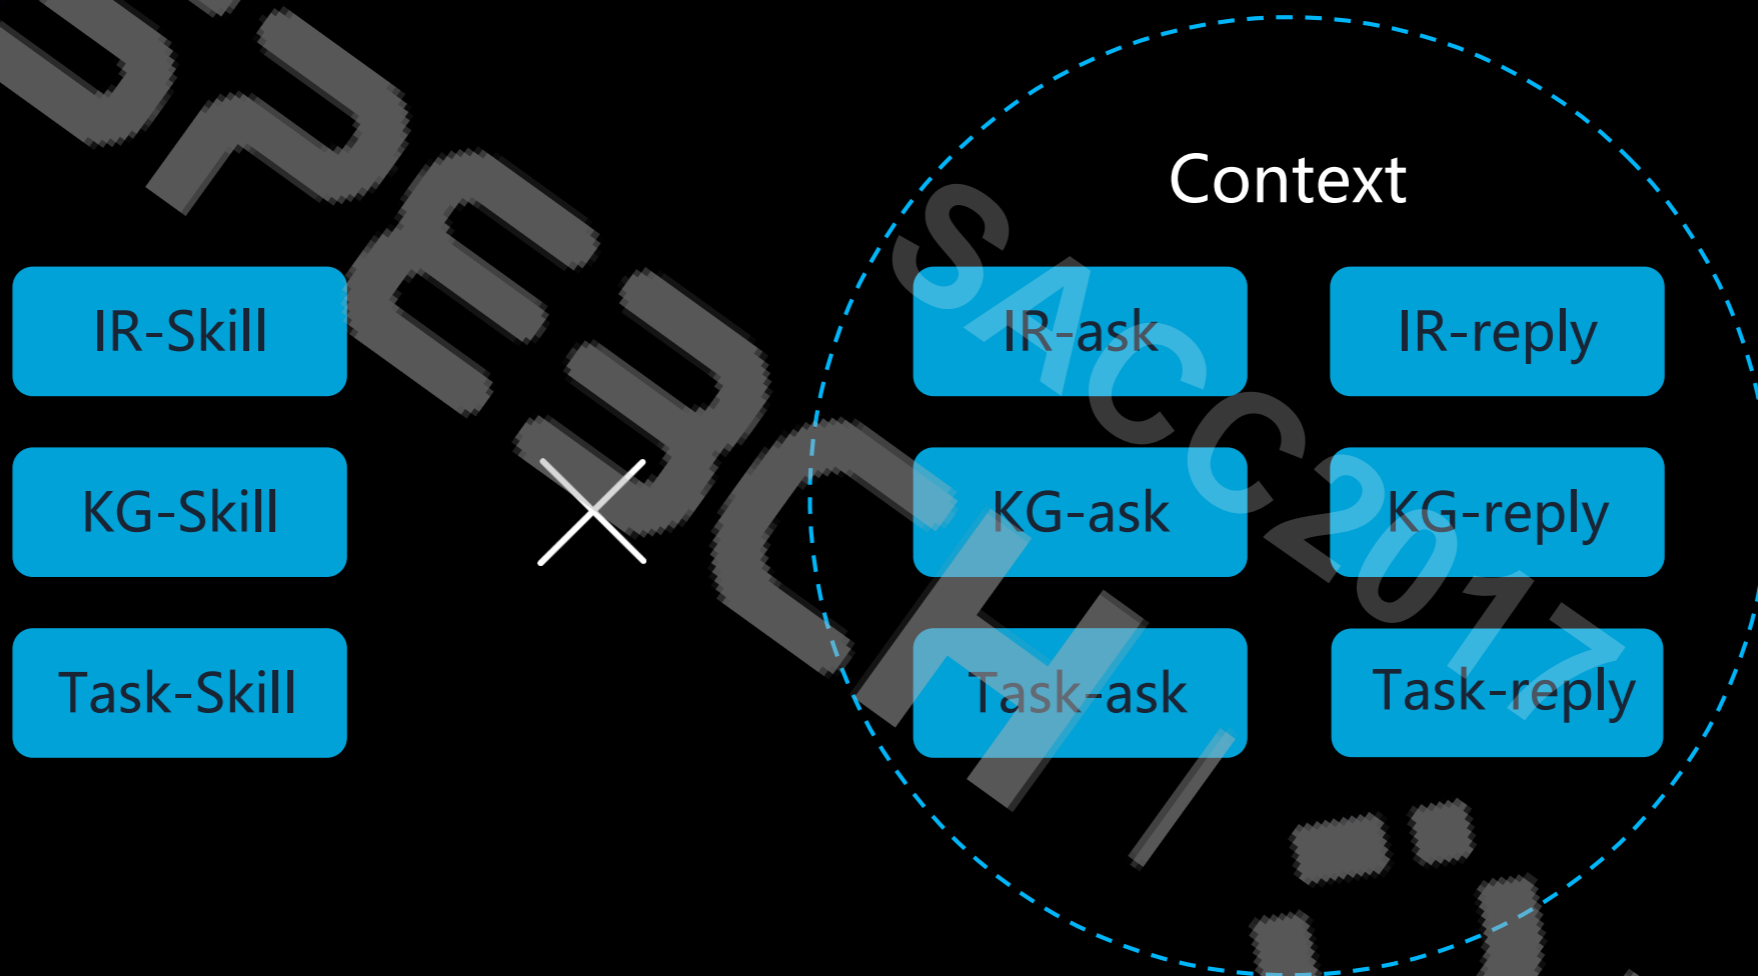 Context
IR-Skill
IR-ask
IR-reply
KG-Skill
KG-ask
KG-reply
Task-Skill
Task-ask
Task-reply
SACC2017